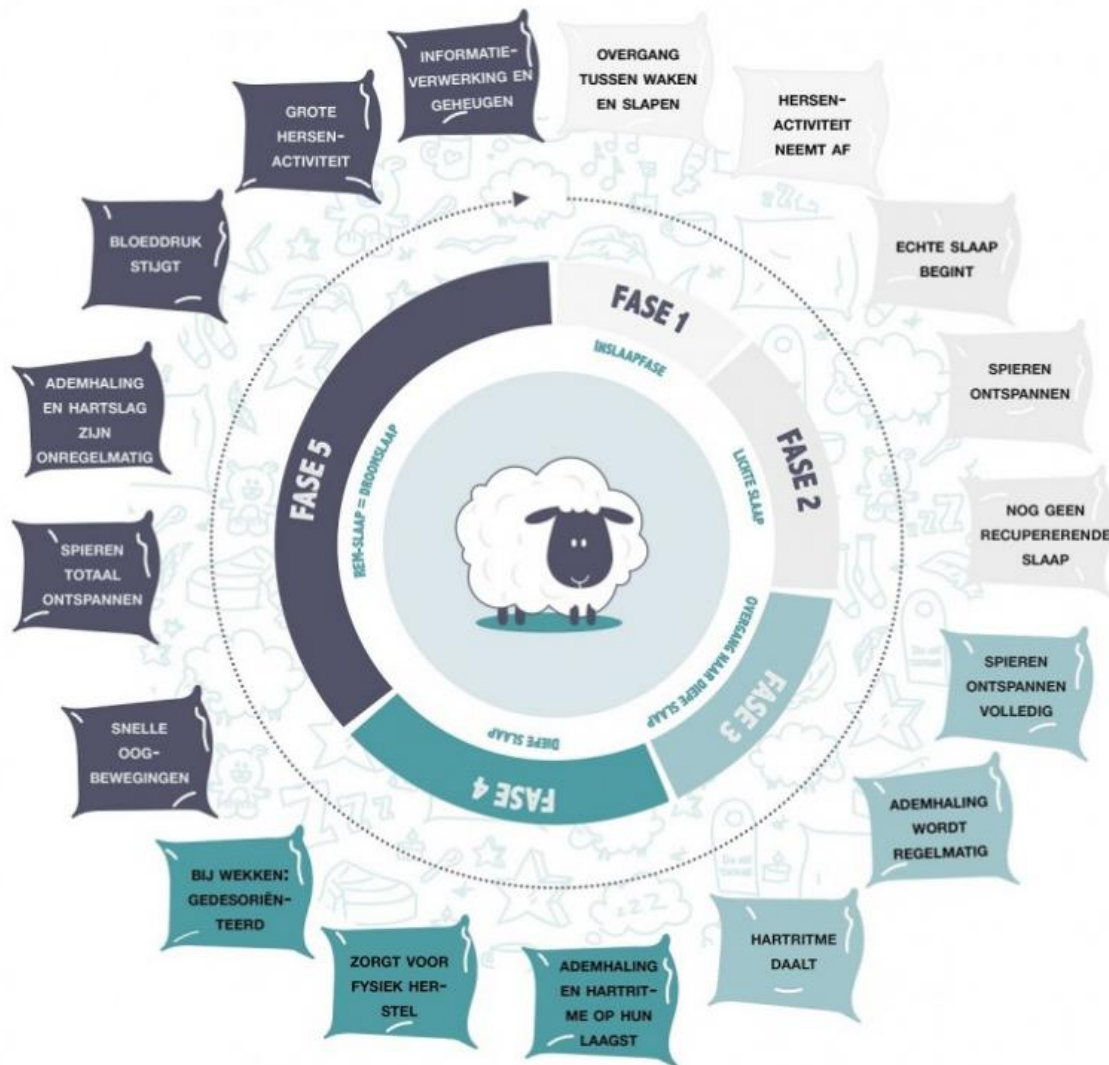 OVERGANG
TUSSEN WAKEN
EN SLAPEN
HERSEN-
ACTIVITEIT
NEEMT AF
ECHTE SLAAP
BEGINT
SPIEREN
ONTSPANNEN
NOG GEEN
RECUPERERENDE
SLAAP
SPIEREN
ONTSPANNEN
VOLLEDIG
ADEMHALING
WORDT
REGELMATIG
HARTRITME
DAALT
ADEMHALING
EN HARTRIT-
ME OP HUN
LAAGST
ZORGT VOOR
FYSIEK HER-
STEL
BIJ WEKKEN:
GEDESORIËN-
TEERD
SNELLE
OOG-
BEWEGINGEN
SPIEREN
TOTAAL
ONTSPANNEN
ADEMHALING
EN HARTSLAG
ZIJN
ONREGELMATIG
BLOEDDRUK
STIJGT
GROTE
HERSEN-
ACTIVITEIT
INFORMATIE-
VERWERKING EN
GEHEUGEN
FASE 1
INSLAAPFASE
FASE 2
LICHTE SLAAP
FASE 3
OVERGANG NAAR DIEPE SLAAP
FASE 4
DIEPE SLAAP
FASE 5
REM-SLAAP = DROOMSLAAP
ZZZ
ZZZ
ZZZ
ZZZ